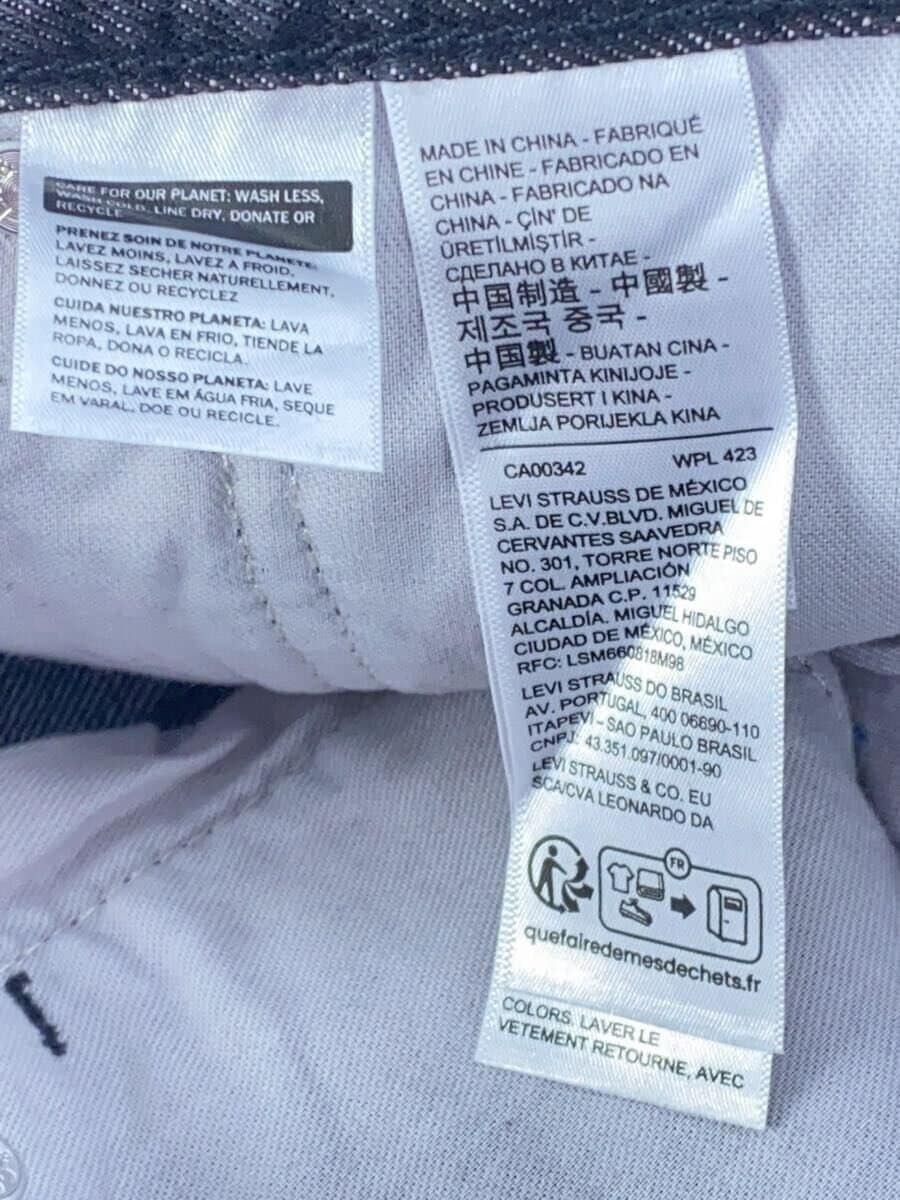 CARE FOR OUR PLANET: WASH LESS,
WASH COLD, LINE DRY, DONATE OR
RECYCLE
PRENEZ SOIN DE NOTRE PLANETE:
LAVEZ MOINS, LAVEZ A FROID,
LAISSEZ SECHER NATURELLEMENT,
DONNEZ OU RECYCLEZ
CUIDA NUESTRO PLANETA: LAVA
MENOS, LAVA EN FRIO, TIENDE LA
ROPA, DONA O RECICLA.
CUIDE DO NOSSO PLANETA: LAVE
MENOS, LAVE EM ÁGUA FRIA, SEQUE
EM VARAL, DOE OU RECICLE.
MADE IN CHINA - FABRIQUÉ
EN CHINE - FABRICADO EN
CHINA - FABRICADO NA
CHINA - ÇİN' DE
ÜRETİLMİŞTİR -
СДЕЛАНО В КИТАЕ -
中国制造 - 中國製 -
제조국 중국 -
中国製 - BUATAN CINA -
PAGAMINTA KINIJOJE -
PRODUSERT I KINA -
ZEMLJA PORIJEKLA KINA
CA00342 WPL 423
LEVI STRAUSS DE MÉXICO
S.A. DE C.V.BLVD. MIGUEL DE
CERVANTES SAAVEDRA
NO. 301, TORRE NORTE PISO
7 COL. AMPLIACIÓN
GRANADA C.P. 11529
ALCALDÍA. MIGUEL HIDALGO
CIUDAD DE MÉXICO, MÉXICO
RFC: LSM660818M98
LEVI STRAUSS DO BRASIL
AV. PORTUGAL, 400 06690-110
ITAPEVI - SAO PAULO BRASIL
CNPJ: 43.351.097/0001-90
LEVI STRAUSS & CO. EU
SCA/CVA LEONARDO DA
FR
quefairedemesdechets.fr
COLORS. LAVER LE
VETEMENT RETOURNE, AVEC